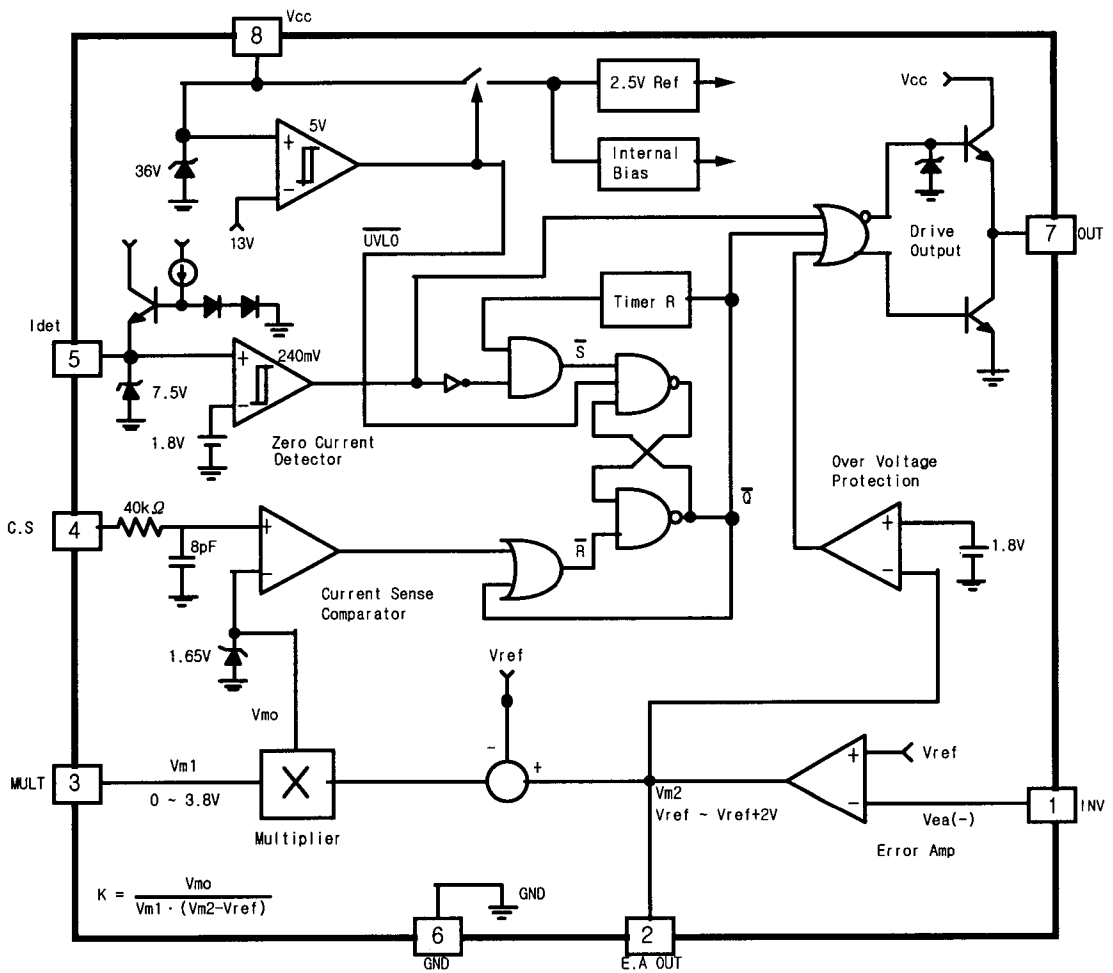 Vcc
8
Vcc
2.5V Ref
5V
+
Internal
Bias
36V
−
13V
UVLO
Drive
Output
7
OUT
Timer R
Idet
5
+
240mV
S
7.5V
−
1.8V
Zero Current
Detector
Over Voltage
Protection
Q
40kΩ
C.S
4
+
+
8pF
R
1.8V
−
−
Current Sense
Comparator
1.65V
Vref
Vmo
−
+
+
Vref
Vm1
MULT
3
X
Vm2
0 ~ 3.8V
Vref ~ Vref+2V
−
1
INV
Vea(-)
Multiplier
Error Amp
K = Vmo
Vm1 · (Vm2-Vref)
GND
6
2
GND
E.A OUT